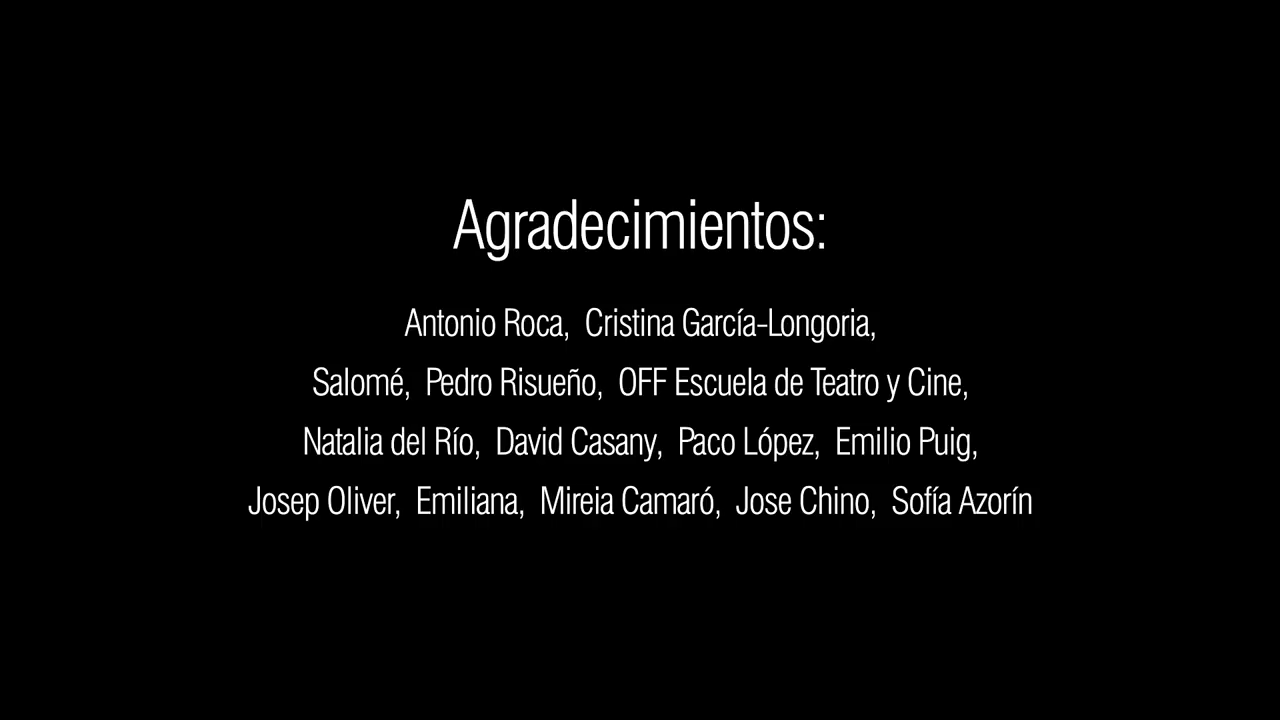 Agradecimientos:
Antonio Roca, Cristina García-Longoria,
Salomé, Pedro Risueño, OFF Escuela de Teatro y Cine,
Natalia del Río, David Casany, Paco López, Emilio Puig,
Josep Oliver, Emiliana, Mireia Camaró, Jose Chino, Sofía Azorín